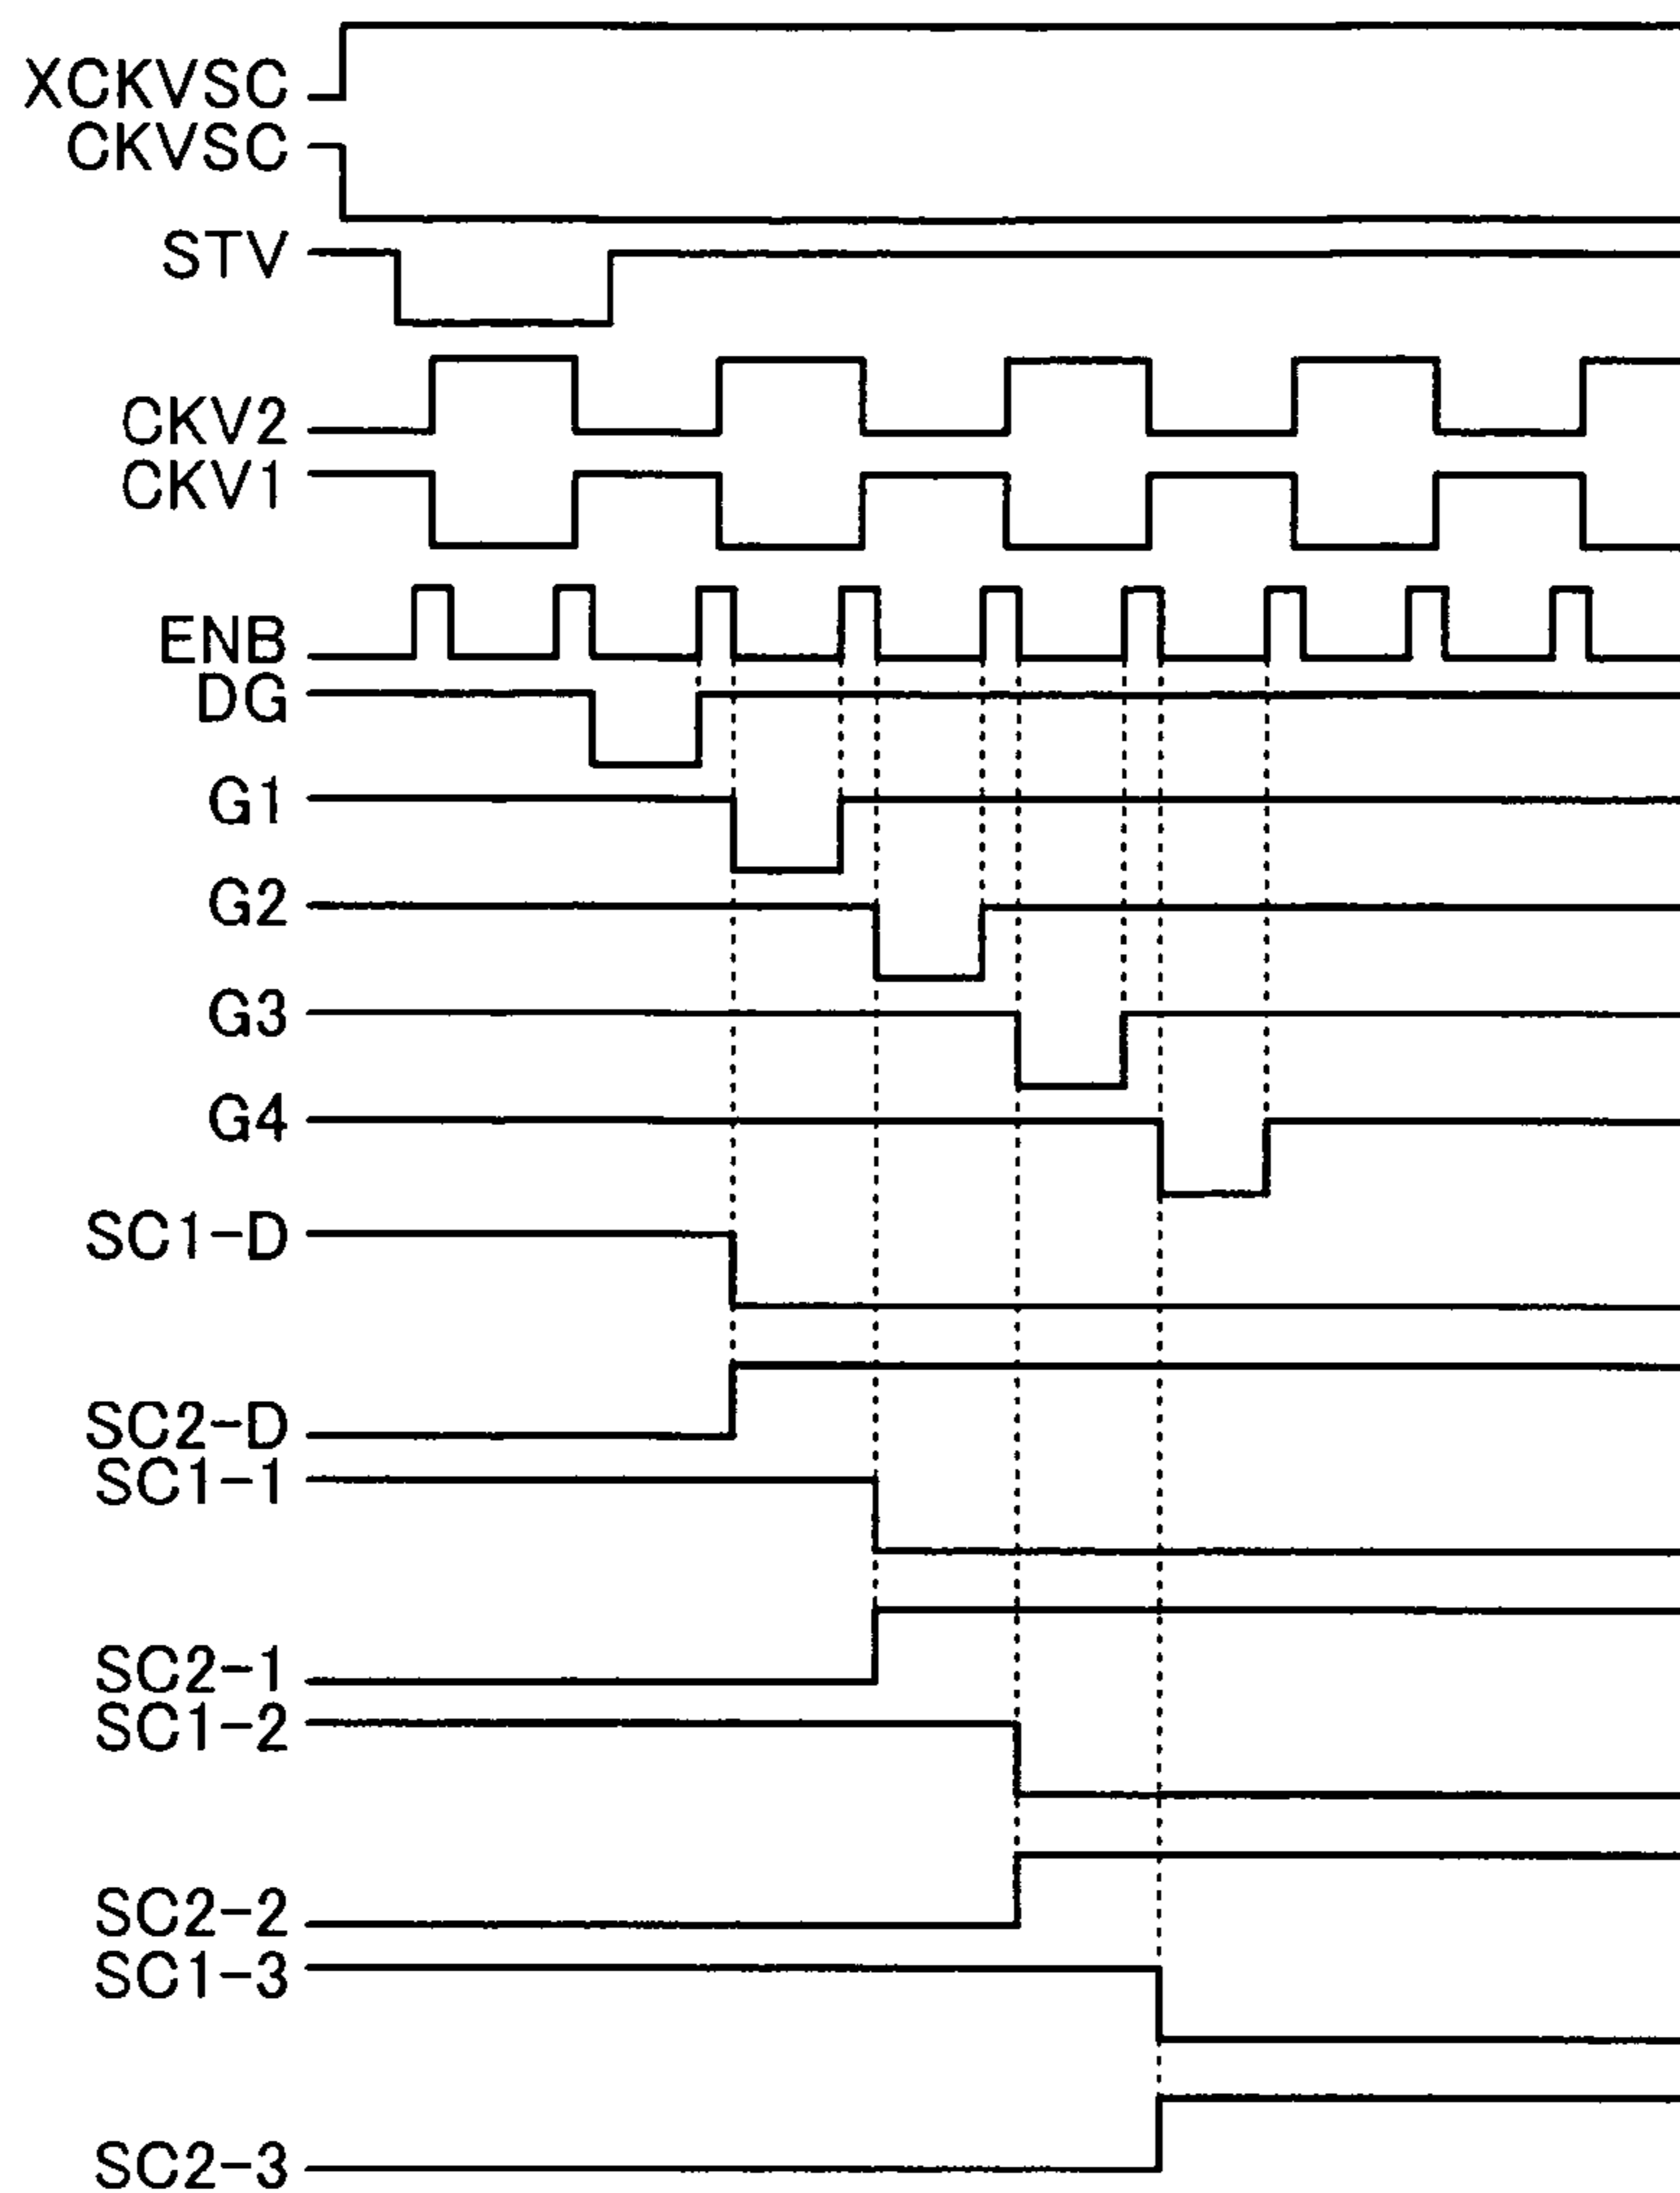 XCKVSC
CKVSC
STV
CKV2
CKV1
ENB
DG
G1
G2
G3
G4
SC1-D
SC2-D
SC1-1
SC2-1
SC1-2
SC2-2
SC1-3
SC2-3